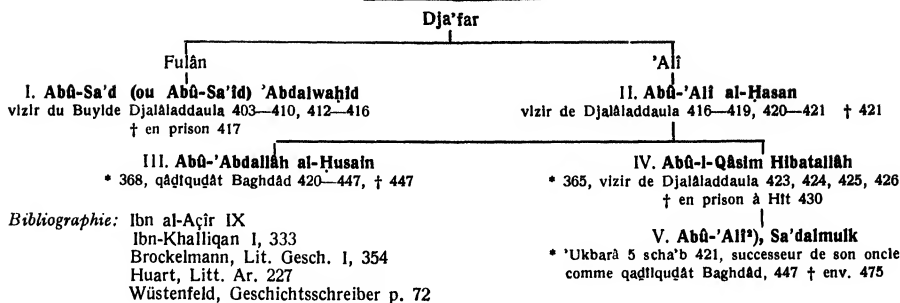 Dja'far
Fulân 'Alî
I. Abû-Sa'd (ou Abû-Sa'îd) 'Abdalwaḥid II. Abû-'Alî al-Ḥasan
vizir du Buyide Djalâladdaula 403—410, 412—416 vizir de Djalâladdaula 416—419, 420—421 † 421
† en prison 417
III. Abû-'Abdallâh al-Ḥusain IV. Abû-l-Qâsim Hibatallâh
* 368, qâḍîquḍât Baghdâd 420—447, † 447 * 365, vizir de Djalâladdaula 423, 424, 425, 426
† en prison à Hît 430
Bibliographie: Ibn al-Açîr IX
Ibn-Khalliqan I, 333 V. Abû-'Alî²), Sa'dalmulk
Brockelmann, Lit. Gesch. I, 354 * 'Ukbarâ 5 scha'b 421, successeur de son oncle
Huart, Litt. Ar. 227 comme qaḍîlquḍât Baghdâd, 447 † env. 475
Wüstenfeld, Geschichtsschreiber p. 72